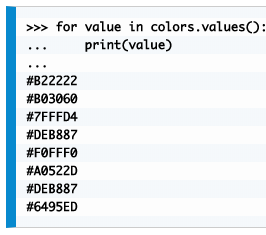 >>> for value in colors.values():
...     print(value)
...
#B22222
#B03060
#7FFFD4
#DEB887
#F0FFF0
#A0522D
#DEB887
#6495ED